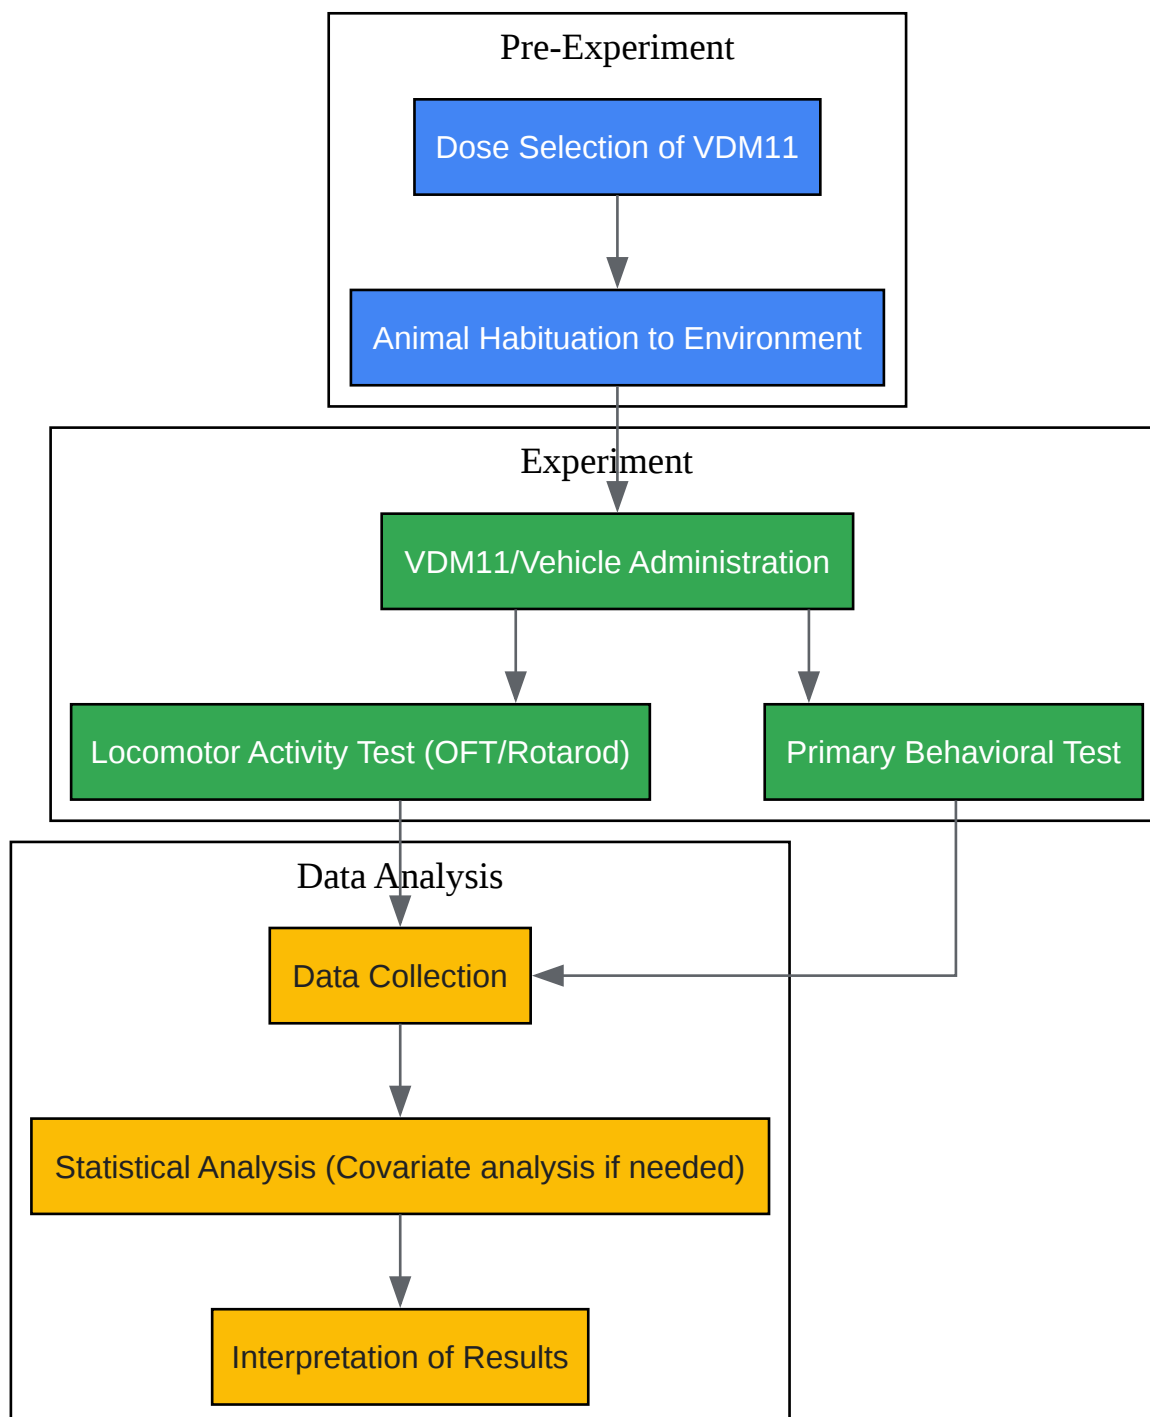 Pre-Experiment
Dose Selection of VDM11
Animal Habituation to Environment
Experiment
VDM11/Vehicle Administration
Locomotor Activity Test (OFT/Rotarod)
Primary Behavioral Test
Data Analysis
Data Collection
Statistical Analysis (Covariate analysis if needed)
Interpretation of Results